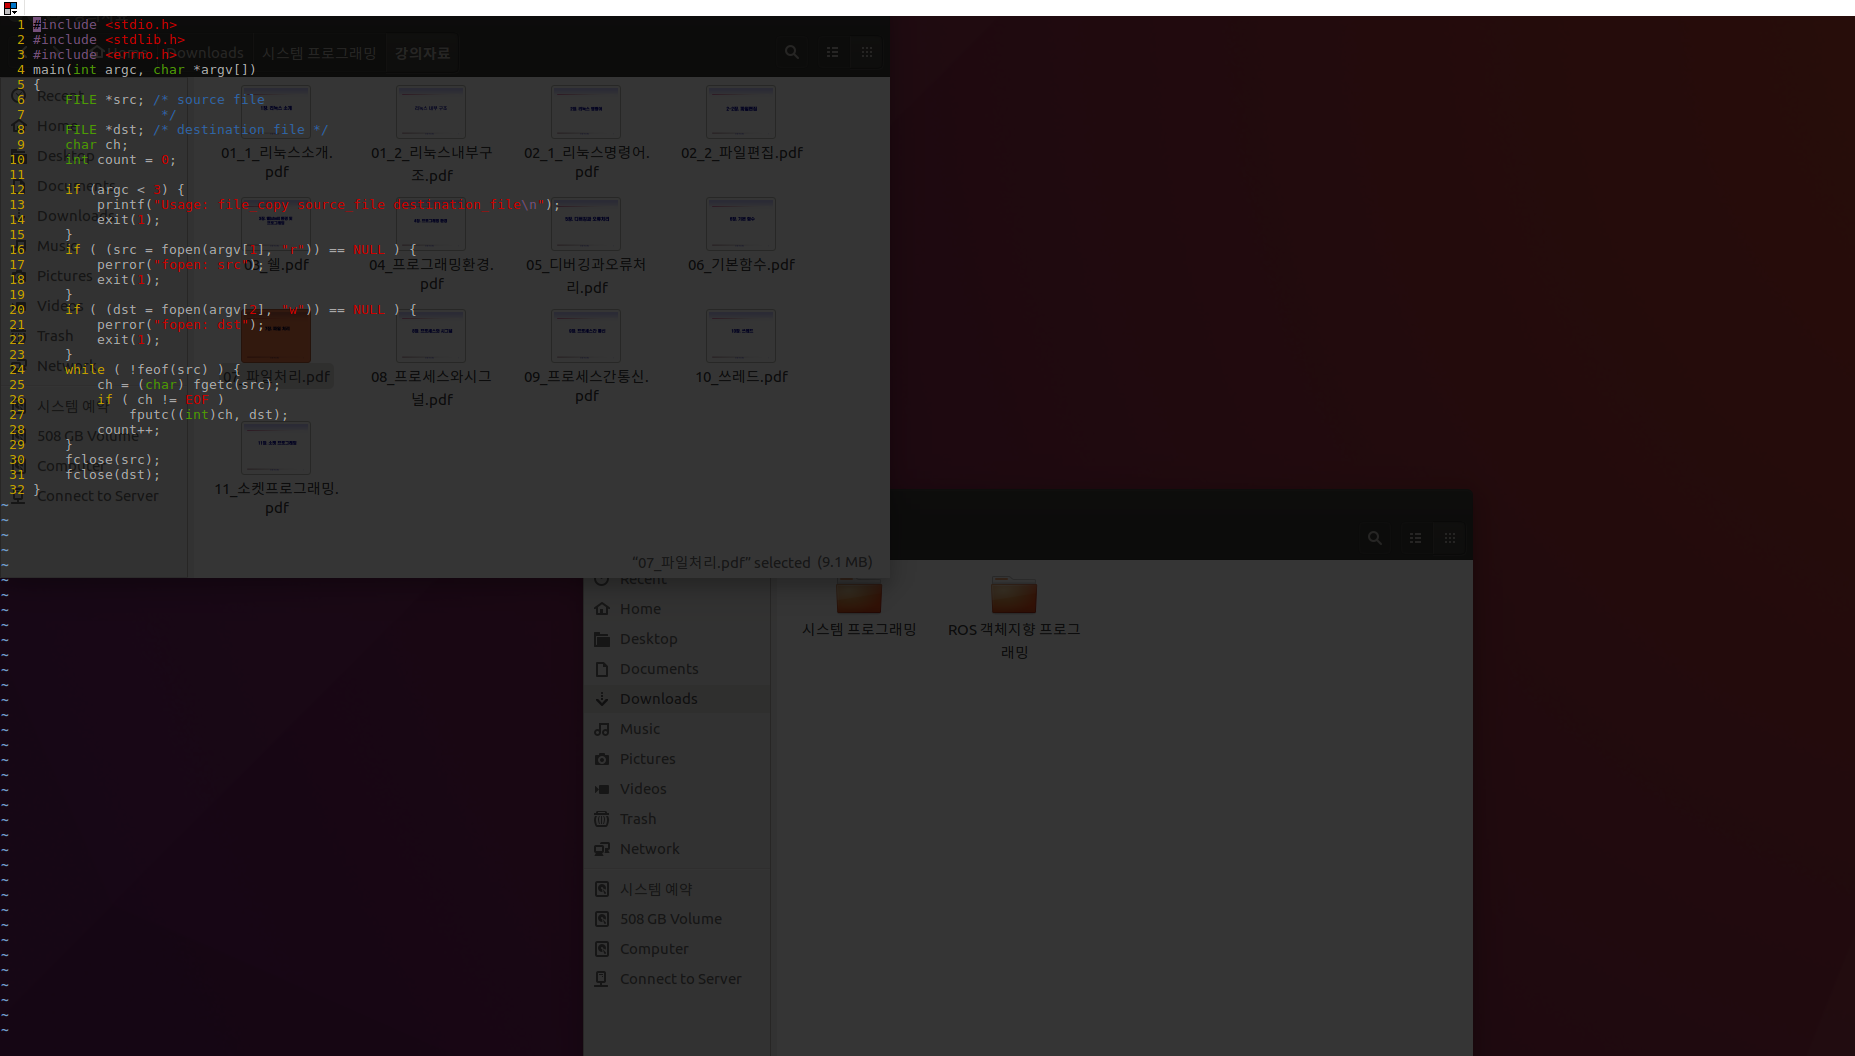 1 #include <stdio.h>
2 #include <stdlib.h>
3 #include <errno.h>
4 main(int argc, char *argv[])
5 {
6     FILE *src; /* source file
7                 */
8     FILE *dst; /* destination file */
9     char ch;
10     int count = 0;
11
12     if (argc < 3) {
13         printf("Usage: file copy source file destination file\n");
14         exit(1);
15     }
16     if ( (src = fopen(argv[1], "r")) == NULL ) {
17         perror("fopen: src");
18         exit(1);
19     }
20     if ( (dst = fopen(argv[2], "w")) == NULL ) {
21         perror("fopen: dst");
22         exit(1);
23     }
24     while ( !feof(src) ) {
25         ch = (char) fgetc(src);
26         if ( ch != EOF )
27             fputc((int)ch, dst);
28         count++;
29     }
30     fclose(src);
31     fclose(dst);
32 }
Home Downloads 시스템 프로그래밍 강의자료
Recent
Home
Desktop
Documents
Downloads
Music
Pictures
Videos
Trash
Network
시스템 예약
508 GB Volume
Computer
Connect to Server
01_1_리눅스소개.
pdf
01_2_리눅스내부구
조.pdf
02_1_리눅스명령어.
pdf
02_2_파일편집.pdf
03_쉘.pdf
04_프로그래밍환경.
pdf
05_디버깅과오류처
리.pdf
06_기본함수.pdf
07_파일처리.pdf
08_프로세스와시그
널.pdf
09_프로세스간통신.
pdf
10_쓰레드.pdf
11_소켓프로그래밍.
pdf
"07_파일처리.pdf" selected (9.1 MB)
Recent
Home
Desktop
Documents
Downloads
Music
Pictures
Videos
Trash
Network
시스템 예약
508 GB Volume
Computer
Connect to Server
시스템 프로그래밍
ROS 객체지향 프로그
래밍